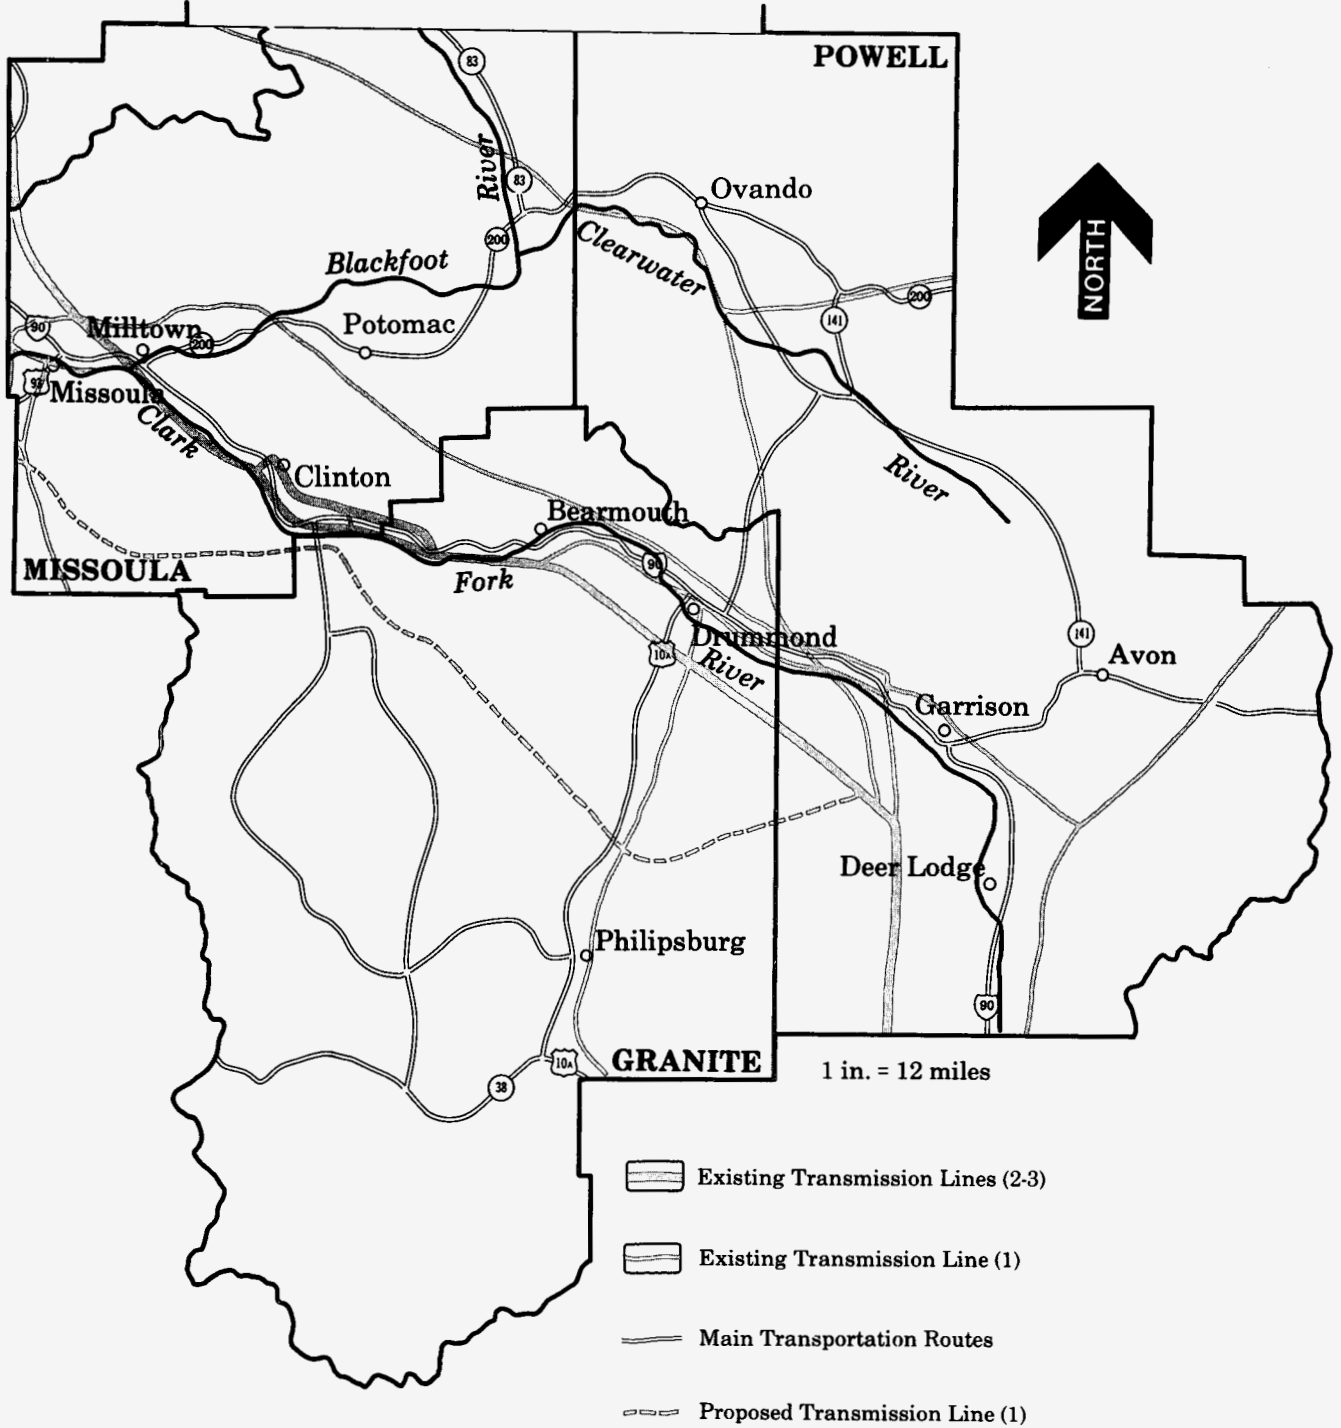 POWELL
83
River
83
Ovando
NORTH
200
Clearwater
Blackfoot
200
141
90
Milltown
200
Potomac
93
Missoula
Clark
River
Clinton
Bearmouth
MISSOULA
Fork
90
Drummond
141
10A
River
Avon
Garrison
Deer Lodge
Philipsburg
90
10A
GRANITE
38
1 in. = 12 miles
Existing Transmission Lines (2-3)
Existing Transmission Line (1)
Main Transportation Routes
Proposed Transmission Line (1)